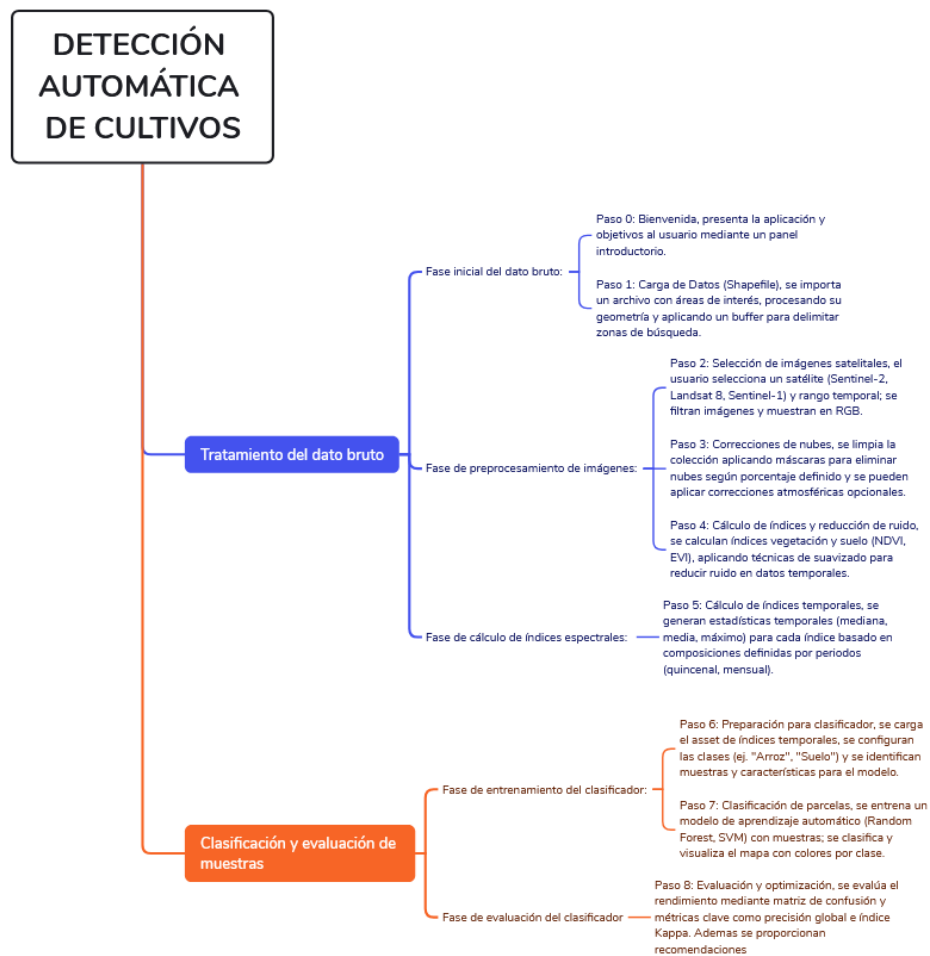 DETECCIÓN
AUTOMÁTICA
DE CULTIVOS
Tratamiento del dato bruto
Fase inicial del dato bruto:
Paso 0: Bienvenida, presenta la aplicación y
objetivos al usuario mediante un panel
introductorio.
Paso 1: Carga de Datos (Shapefile), se importa
un archivo con áreas de interés, procesando su
geometría y aplicando un buffer para delimitar
zonas de búsqueda.
Fase de preprocesamiento de imágenes:
Paso 2: Selección de imágenes satelitales, el
usuario selecciona un satélite (Sentinel-2,
Landsat 8, Sentinel-1) y rango temporal; se
filtran imágenes y muestran en RGB.
Paso 3: Correcciones de nubes, se limpia la
colección aplicando máscaras para eliminar
nubes según porcentaje definido y se pueden
aplicar correcciones atmosféricas opcionales.
Paso 4: Cálculo de índices y reducción de ruido,
se calculan índices vegetación y suelo (NDVI,
EVI), aplicando técnicas de suavizado para
reducir ruido en datos temporales.
Fase de cálculo de índices espectrales:
Paso 5: Cálculo de índices temporales, se
generan estadísticas temporales (mediana,
media, máximo) para cada índice basado en
composiciones definidas por periodos
(quincenal, mensual).
Clasificación y evaluación de
muestras
Fase de entrenamiento del clasificador:
Paso 6: Preparación para clasificador, se carga
el asset de índices temporales, se configuran
las clases (ej. "Arroz", "Suelo") y se identifican
muestras y características para el modelo.
Paso 7: Clasificación de parcelas, se entrena un
modelo de aprendizaje automático (Random
Forest, SVM) con muestras; se clasifica y
visualiza el mapa con colores por clase.
Fase de evaluación del clasificador
Paso 8: Evaluación y optimización, se evalúa el
rendimiento mediante matriz de confusión y
métricas clave como precisión global e índice
Kappa. Ademas se proporcionan
recomendaciones